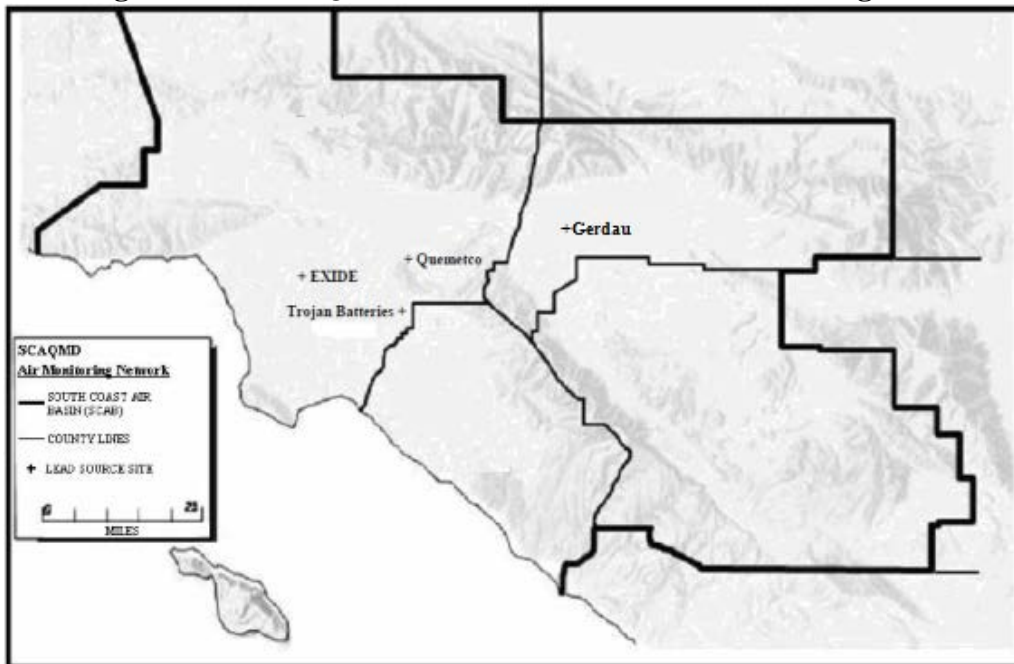 +Gerdau
+ Quemetco
+ EXIDE
Trojan Batteries +
SCAQMD
Air Monitoring Network
SOUTH COAST AIR
BASIN (SCAB)
COUNTY LINES
+ LEAD SOURCE SITE
0 25
MILES